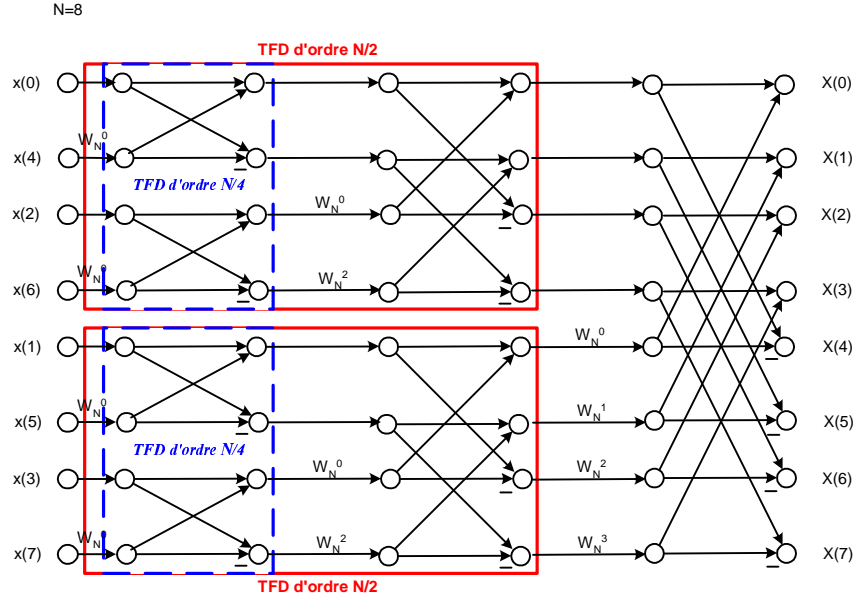 N=8
TFD d'ordre N/2
x(0)
X(0)
W_N^0
x(4)
X(1)
TFD d'ordre N/4
x(2)
W_N^0
X(2)
W_N^0
x(6)
W_N^2
X(3)
x(1)
W_N^0
X(4)
W_N^0
x(5)
W_N^1
X(5)
TFD d'ordre N/4
x(3)
W_N^0
W_N^2
X(6)
W_N^0
x(7)
W_N^2
W_N^3
X(7)
TFD d'ordre N/2